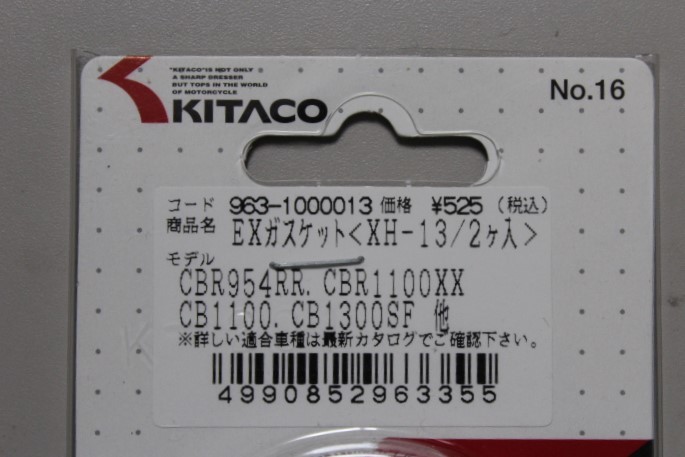 "KITACO" IS NOT ONLY
A SHARP DRESSER
BUT TOPS IN THE WORLD
OF MOTORCYCLE
KITACO
No.16
コード 963-1000013 価格 ¥525 (税込)
商品名 EXガスケット<XH-13/2ヶ入>
モデル
CBR954RR. CBR1100XX
CB1100. CB1300SF 他
※詳しい適合車種は最新カタログでご確認下さい。
4990852963355